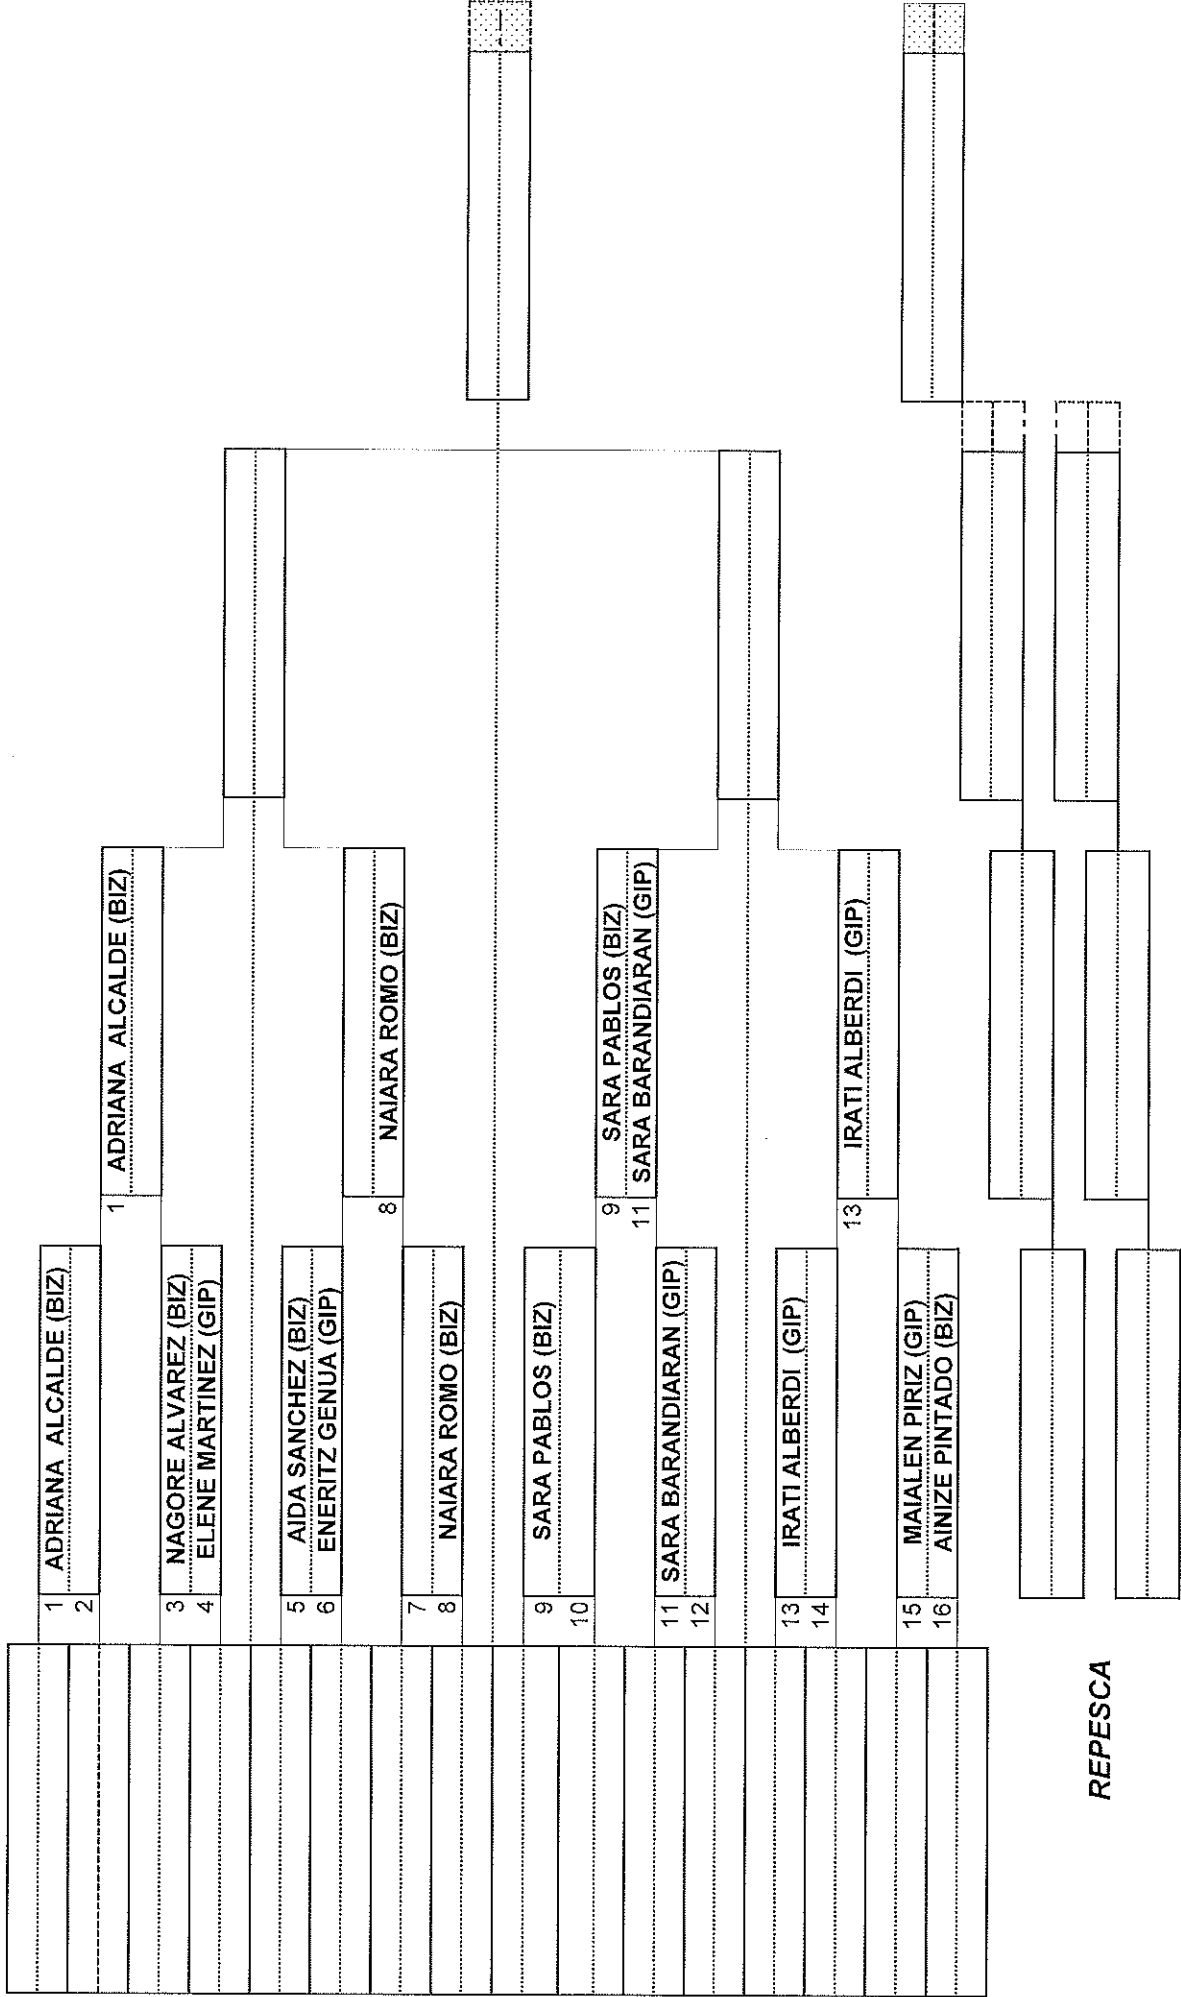 1 ADRIANA ALCALDE (BIZ)
2
1 ADRIANA ALCALDE (BIZ)
3 NAGORE ALVAREZ (BIZ)
4 ELENE MARTINEZ (GIP)
5 AIDA SANCHEZ (BIZ)
6 ENERITZ GENUA (GIP)
8 NAIARA ROMO (BIZ)
7
8 NAIARA ROMO (BIZ)
9 SARA PABLOS (BIZ)
10
9 SARA PABLOS (BIZ)
11 SARA BARANDIARAN (GIP)
11 SARA BARANDIARAN (GIP)
12
13 IRATI ALBERDI (GIP)
14
13 IRATI ALBERDI (GIP)
15 MAIALEN PIRIZ (GIP)
16 AINIZE PINTADO (BIZ)
REPESCA